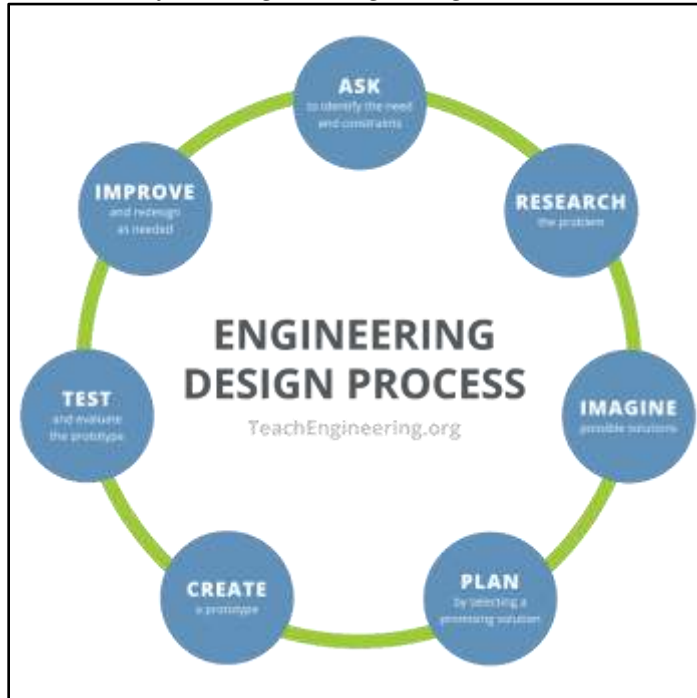 ASK
to identify the need
and constraints
RESEARCH
the problem
IMAGINE
possible solutions
PLAN
by selecting a
promising solution
CREATE
a prototype
TEST
and evaluate
the prototype
IMPROVE
and redesign
as needed
ENGINEERING
DESIGN PROCESS
TeachEngineering.org